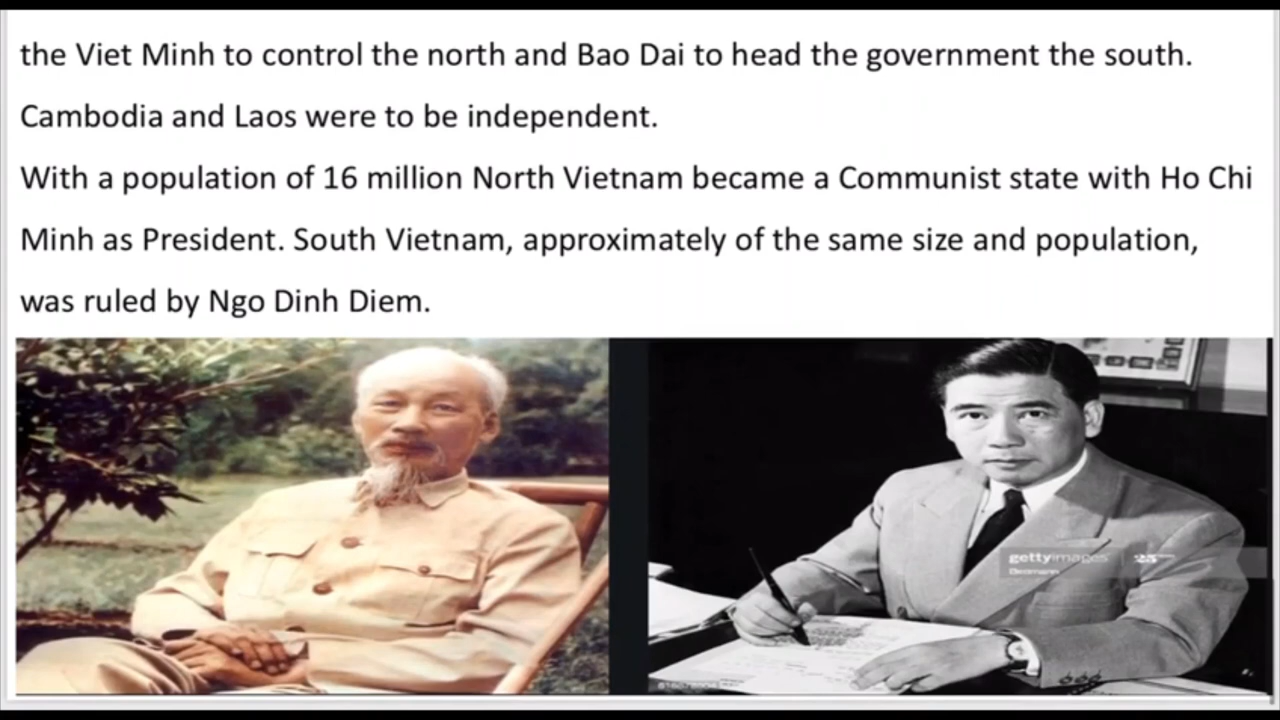 the Viet Minh to control the north and Bao Dai to head the government the south.
Cambodia and Laos were to be independent.
With a population of 16 million North Vietnam became a Communist state with Ho Chi
Minh as President. South Vietnam, approximately of the same size and population,
was ruled by Ngo Dinh Diem.
gettyimages